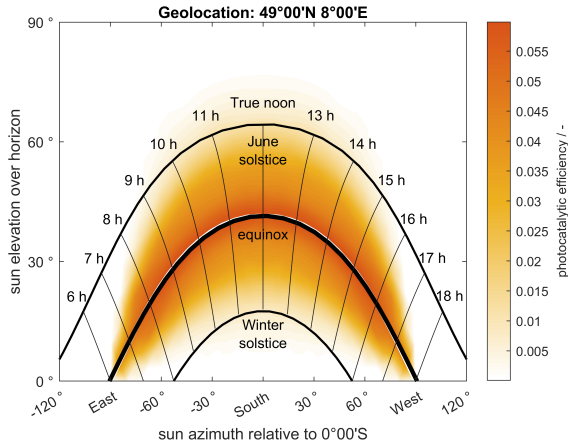 Geolocation: 49°00'N 8°00'E
90 °
60 °
30 °
0 °
sun elevation over horizon
True noon
11 h
13 h
10 h
June
solstice
14 h
9 h
15 h
8 h
16 h
equinox
7 h
17 h
6 h
18 h
Winter
solstice
-120 °
East
-60 °
-30 °
South
30 °
60 °
West
120 °
sun azimuth relative to 0°00'S
0.055
0.05
0.045
0.04
0.035
0.03
0.025
0.02
0.015
0.01
0.005
photocatalytic efficiency / -